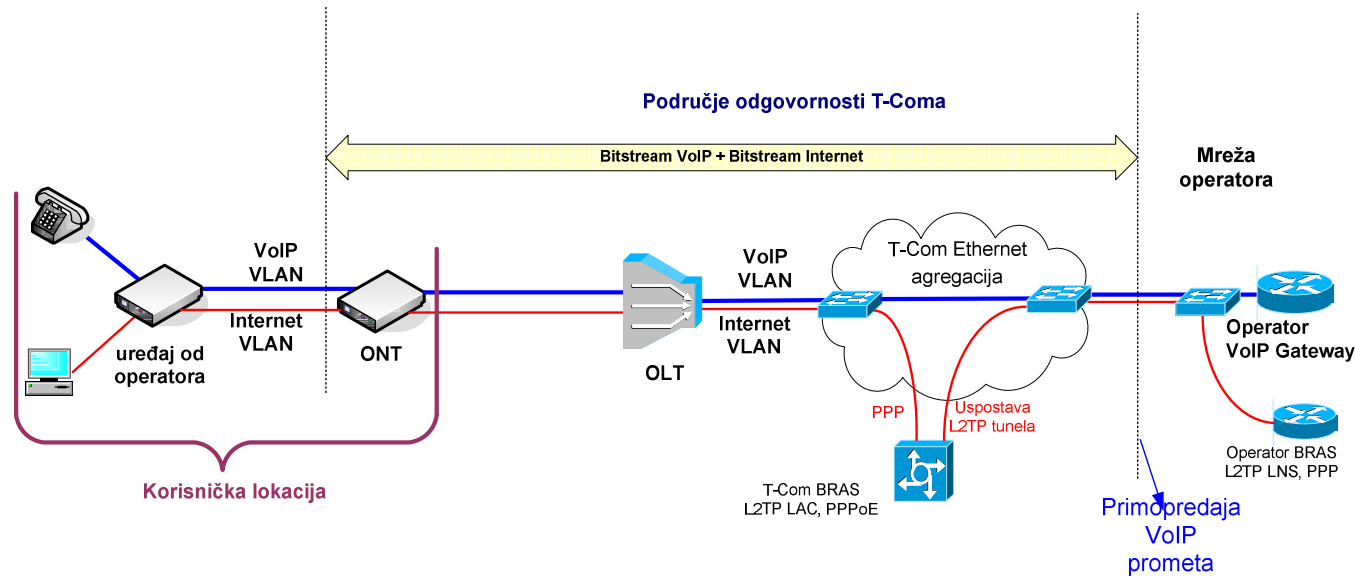 Područje odgovornosti T-Coma
Bitstream VoIP + Bitstream Internet
Mreža
operatora
VoIP
VLAN
Internet
VLAN
uređaj od
operatora
ONT
Korisnička lokacija
OLT
VoIP
VLAN
Internet
VLAN
T-Com Ethernet
agregacija
PPP
Uspostava
L2TP tunela
T-Com BRAS
L2TP LAC, PPPoE
Operator
VoIP Gateway
Operator BRAS
L2TP LNS, PPP
Primopredaja
VoIP
prometa